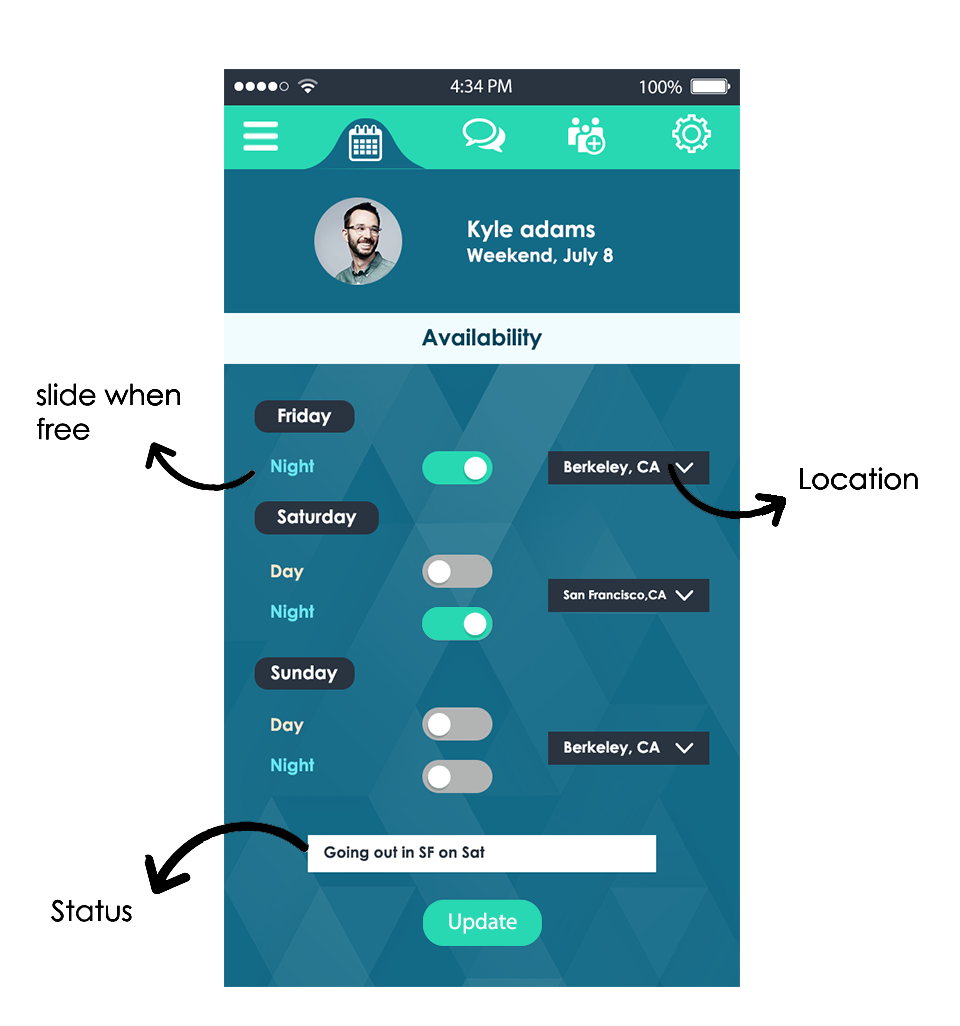 4:34 PM
100%
Kyle adams
Weekend, July 8
Availability
slide when
free
Friday
Night
Berkeley, CA
Location
Saturday
Day
San Francisco,CA
Night
Sunday
Day
Berkeley, CA
Night
Going out in SF on Sat
Status
Update